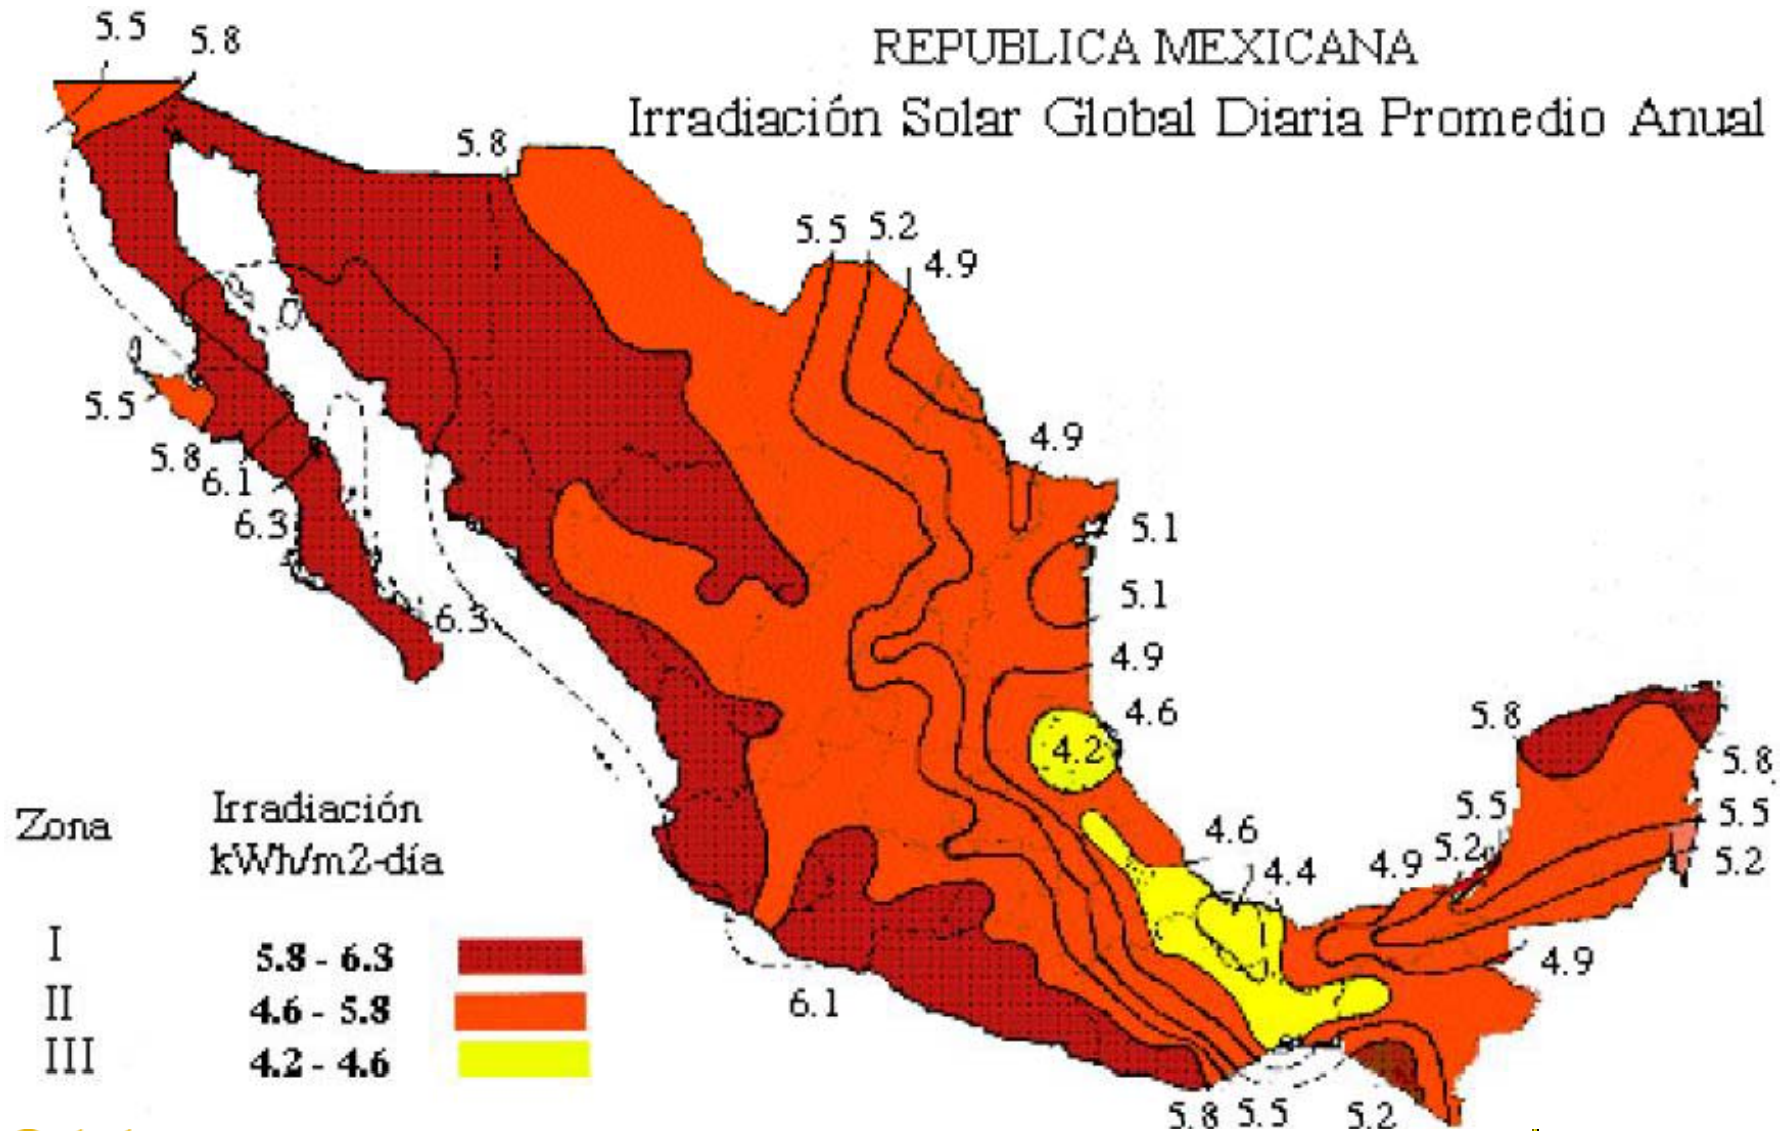 REPUBLICA MEXICANA
Irradiación Solar Global Diaria Promedio Anual
5.5
5.8
5.8
5.5
5.2
4.9
4.9
5.1
5.1
4.9
4.6
4.2
5.5
5.8
6.1
6.3
6.3
5.8
5.8
5.5
5.2
5.5
5.2
4.9
4.6
4.4
4.9
6.1
5.8
5.5
5.2
Zona
Irradiación
kWh/m2-día
I
5.8 - 6.3
II
4.6 - 5.8
III
4.2 - 4.6